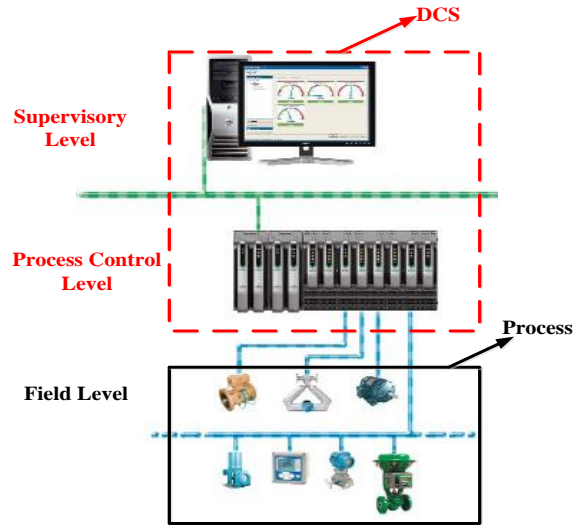 DCS
Supervisory
Level
Process Control
Level
Process
Field Level